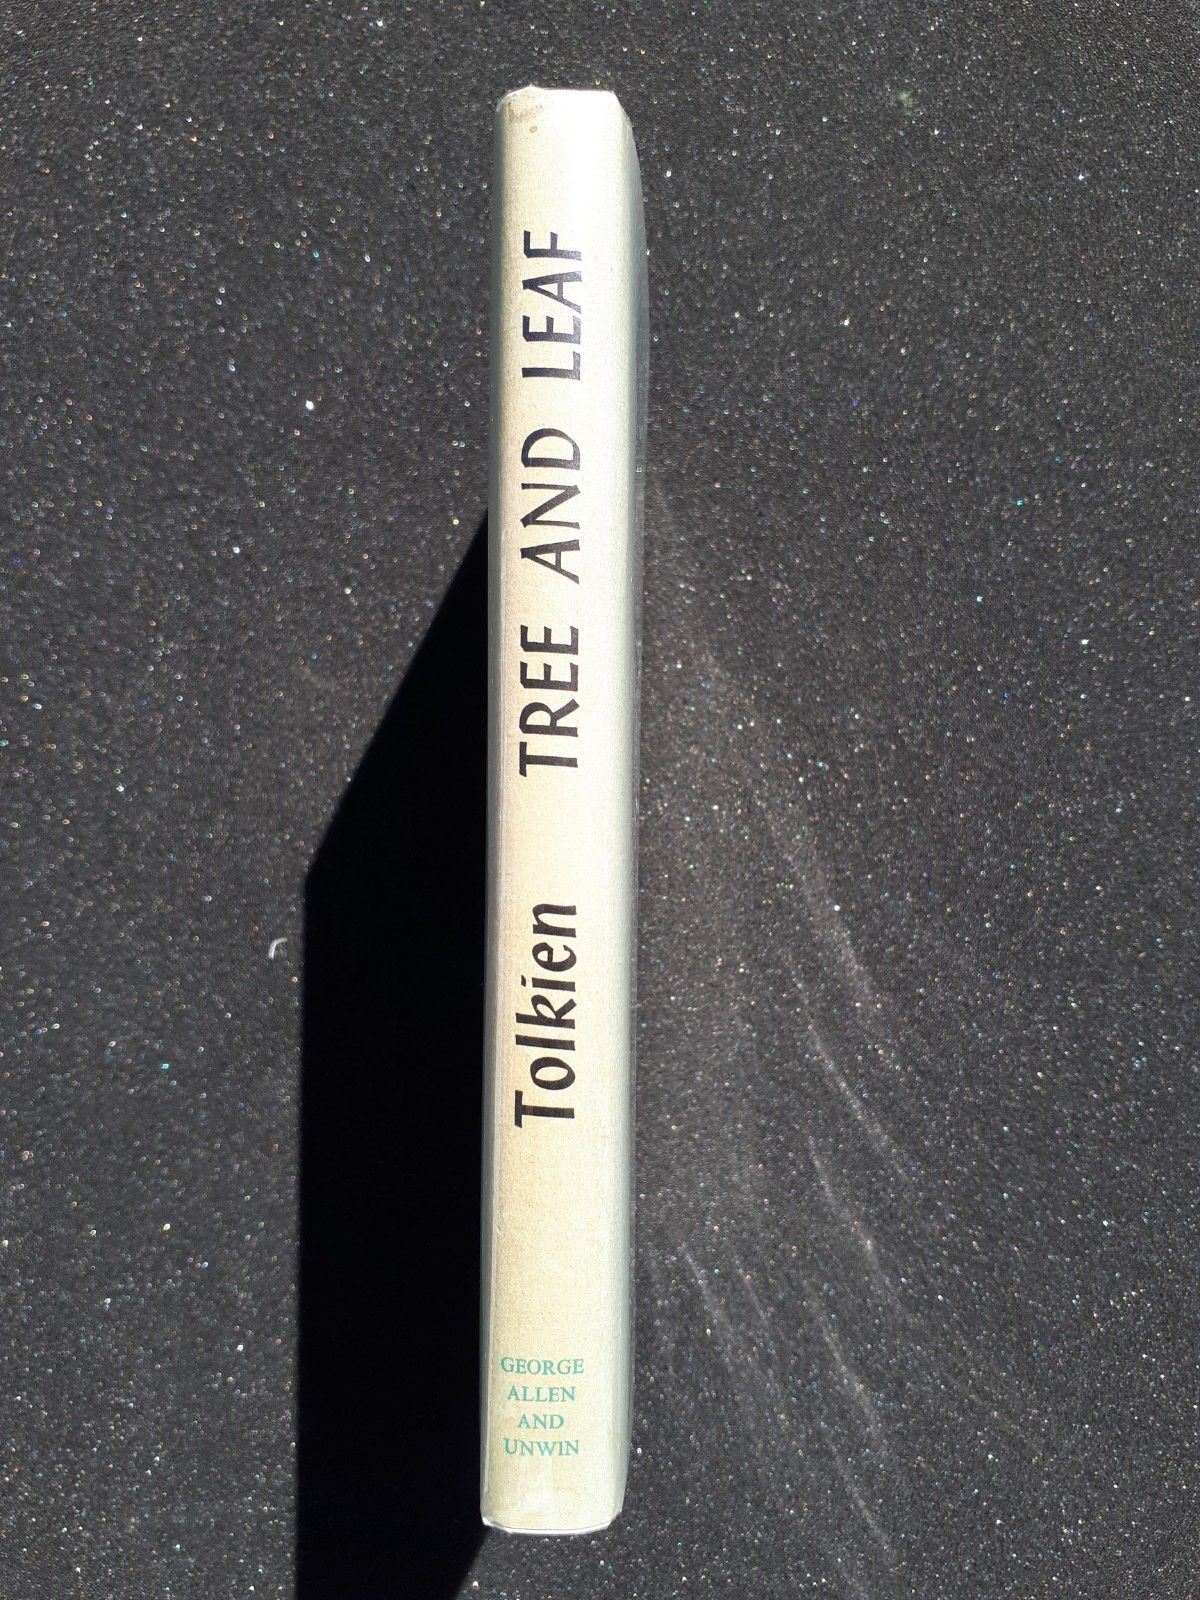 Tolkien TREE AND LEAF
GEORGE
ALLEN
AND
UNWIN